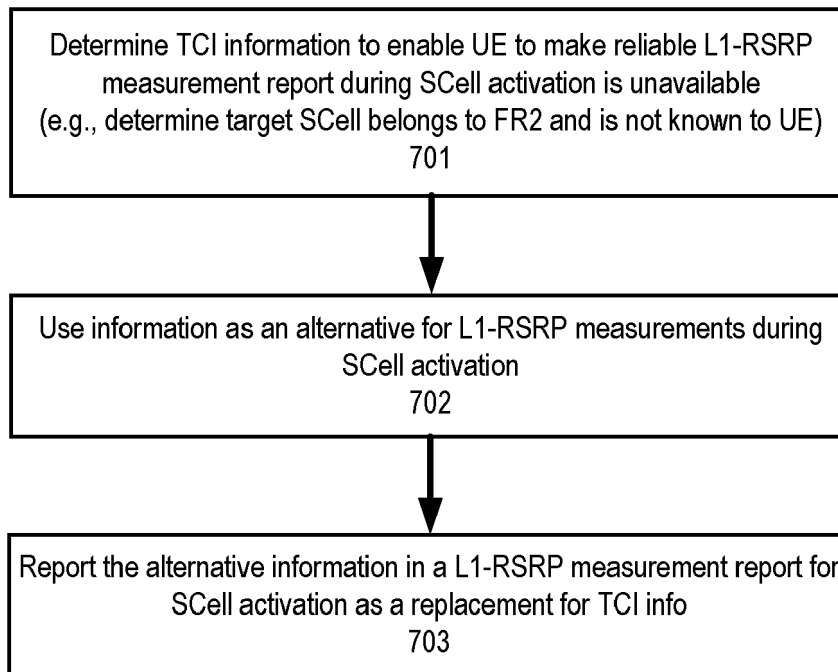 Determine TCI information to enable UE to make reliable L1-RSRP
measurement report during SCell activation is unavailable
(e.g., determine target SCell belongs to FR2 and is not known to UE)
701
Use information as an alternative for L1-RSRP measurements during
SCell activation
702
Report the alternative information in a L1-RSRP measurement report for
SCell activation as a replacement for TCI info
703